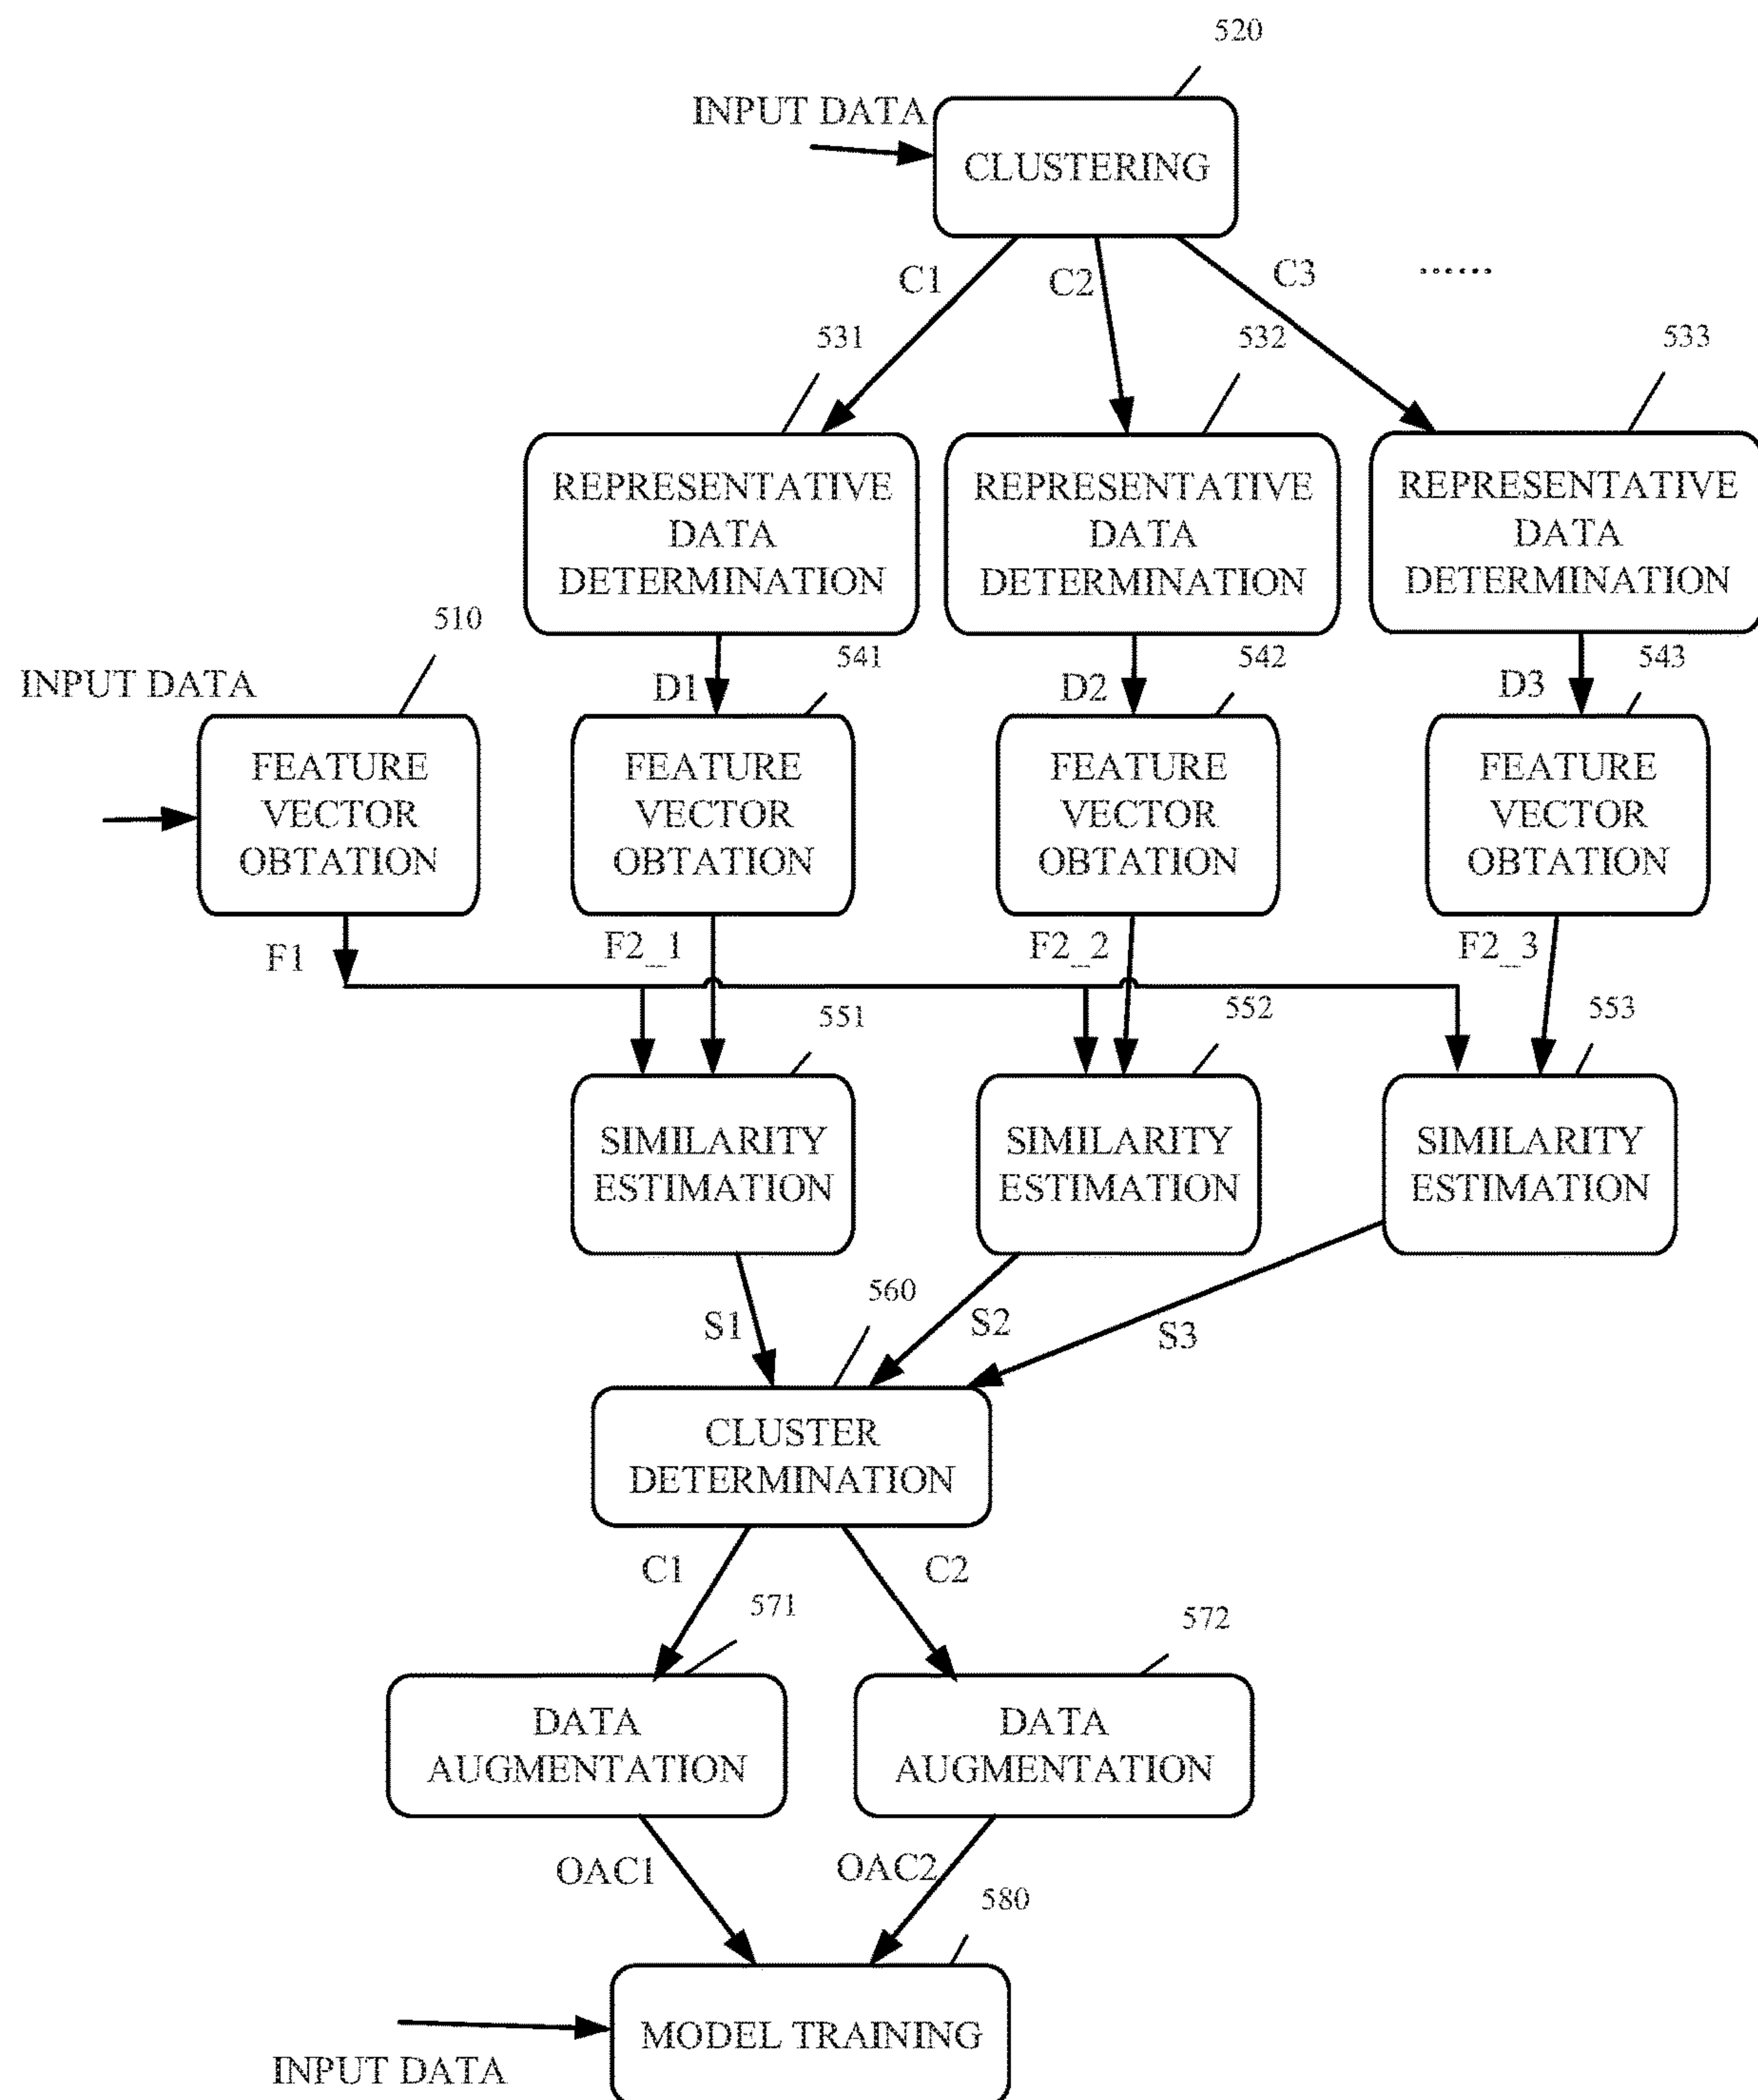 520
INPUT DATA
CLUSTERING
C1
C2
C3
......
531
532
533
REPRESENTATIVE
DATA
DETERMINATION
REPRESENTATIVE
DATA
DETERMINATION
REPRESENTATIVE
DATA
DETERMINATION
510
541
542
543
INPUT DATA
D1
D2
D3
FEATURE
VECTOR
OBTATION
FEATURE
VECTOR
OBTATION
FEATURE
VECTOR
OBTATION
FEATURE
VECTOR
OBTATION
F1
F2_1
F2_2
F2_3
551
552
553
SIMILARITY
ESTIMATION
SIMILARITY
ESTIMATION
SIMILARITY
ESTIMATION
560
S1
S2
S3
CLUSTER
DETERMINATION
C1
C2
571
572
DATA
AUGMENTATION
DATA
AUGMENTATION
OAC1
OAC2
580
MODEL TRAINING
INPUT DATA